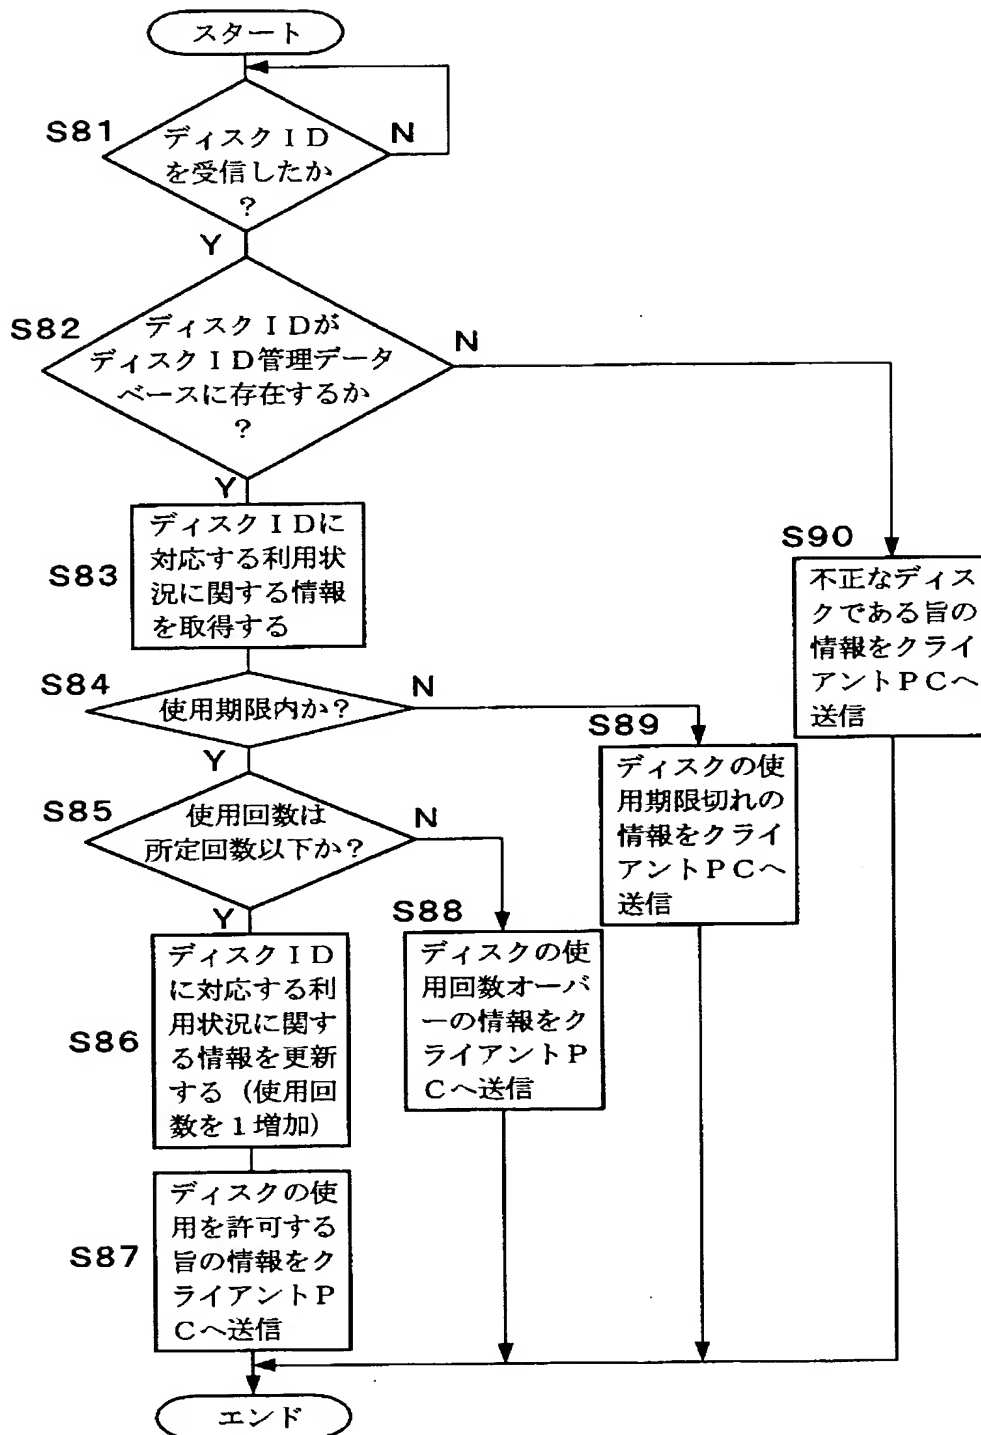 スタート
S81
ディスクID
を受信したか
?
N
Y
S82
ディスクIDが
ディスクID管理データ
ベースに存在するか
?
N
Y
S83
ディスクIDに
対応する利用状
況に関する情報
を取得する
S90
不正なディス
クである旨の
情報をクライ
アントPCへ
送信
S84
使用期限内か?
N
Y
S89
ディスクの使
用期限切れの
情報をクライ
アントPCへ
送信
S85
使用回数は
所定回数以下か?
N
Y
S88
ディスクの使
用回数オーバ
ーの情報をク
ライアントP
Cへ送信
S86
ディスクID
に対応する利
用状況に関す
る情報を更新
する(使用回
数を1増加)
S87
ディスクの使
用を許可する
旨の情報をク
ライアントP
Cへ送信
エンド